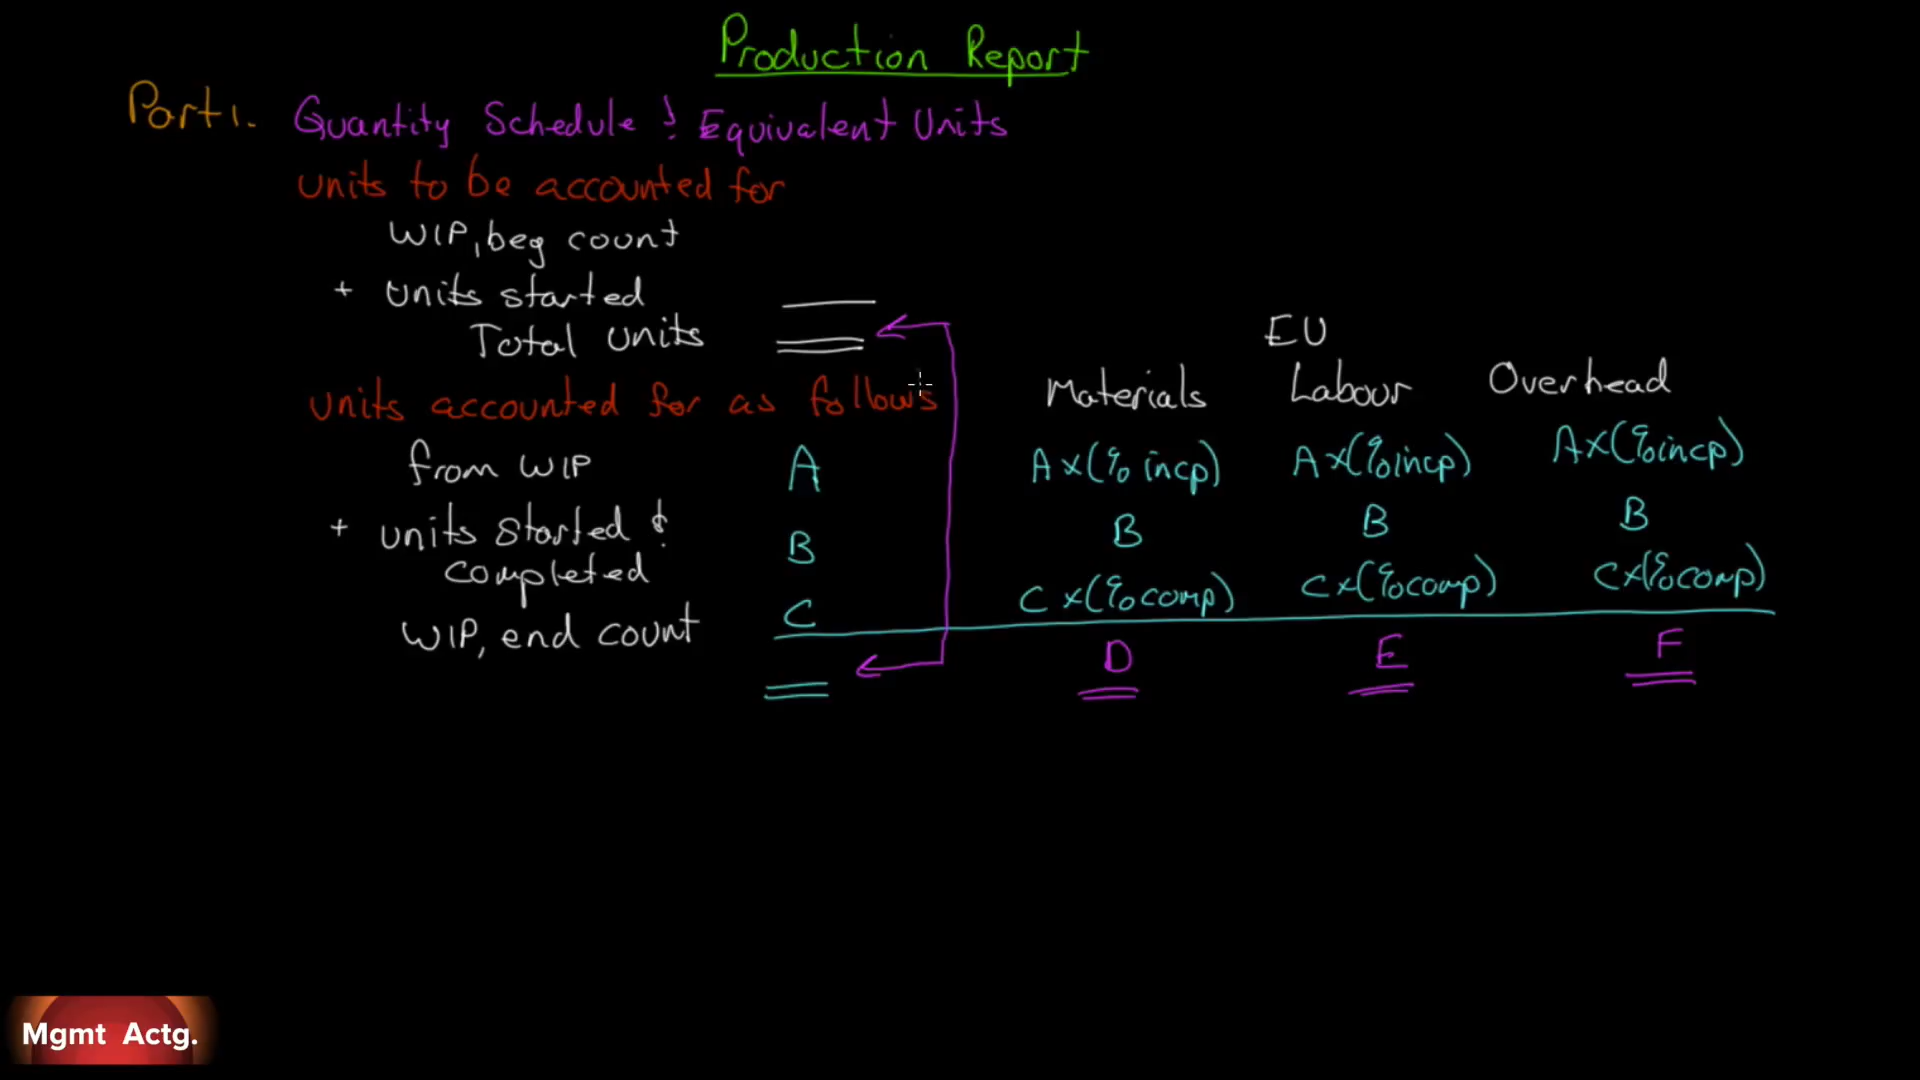 Production Report
Part 1. Quantity Schedule & Equivalent Units
units to be accounted for
WIP, beg count
+ units started
Total units
EU
Materials Labour Overhead
units accounted for as follows
from WIP A A x (% incp) A x (% incp) A x (% incp)
+ units started &
completed B B B B
WIP, end count C C x (% comp) C x (% comp) C x (% comp)
D E F
Mgmt Actg.